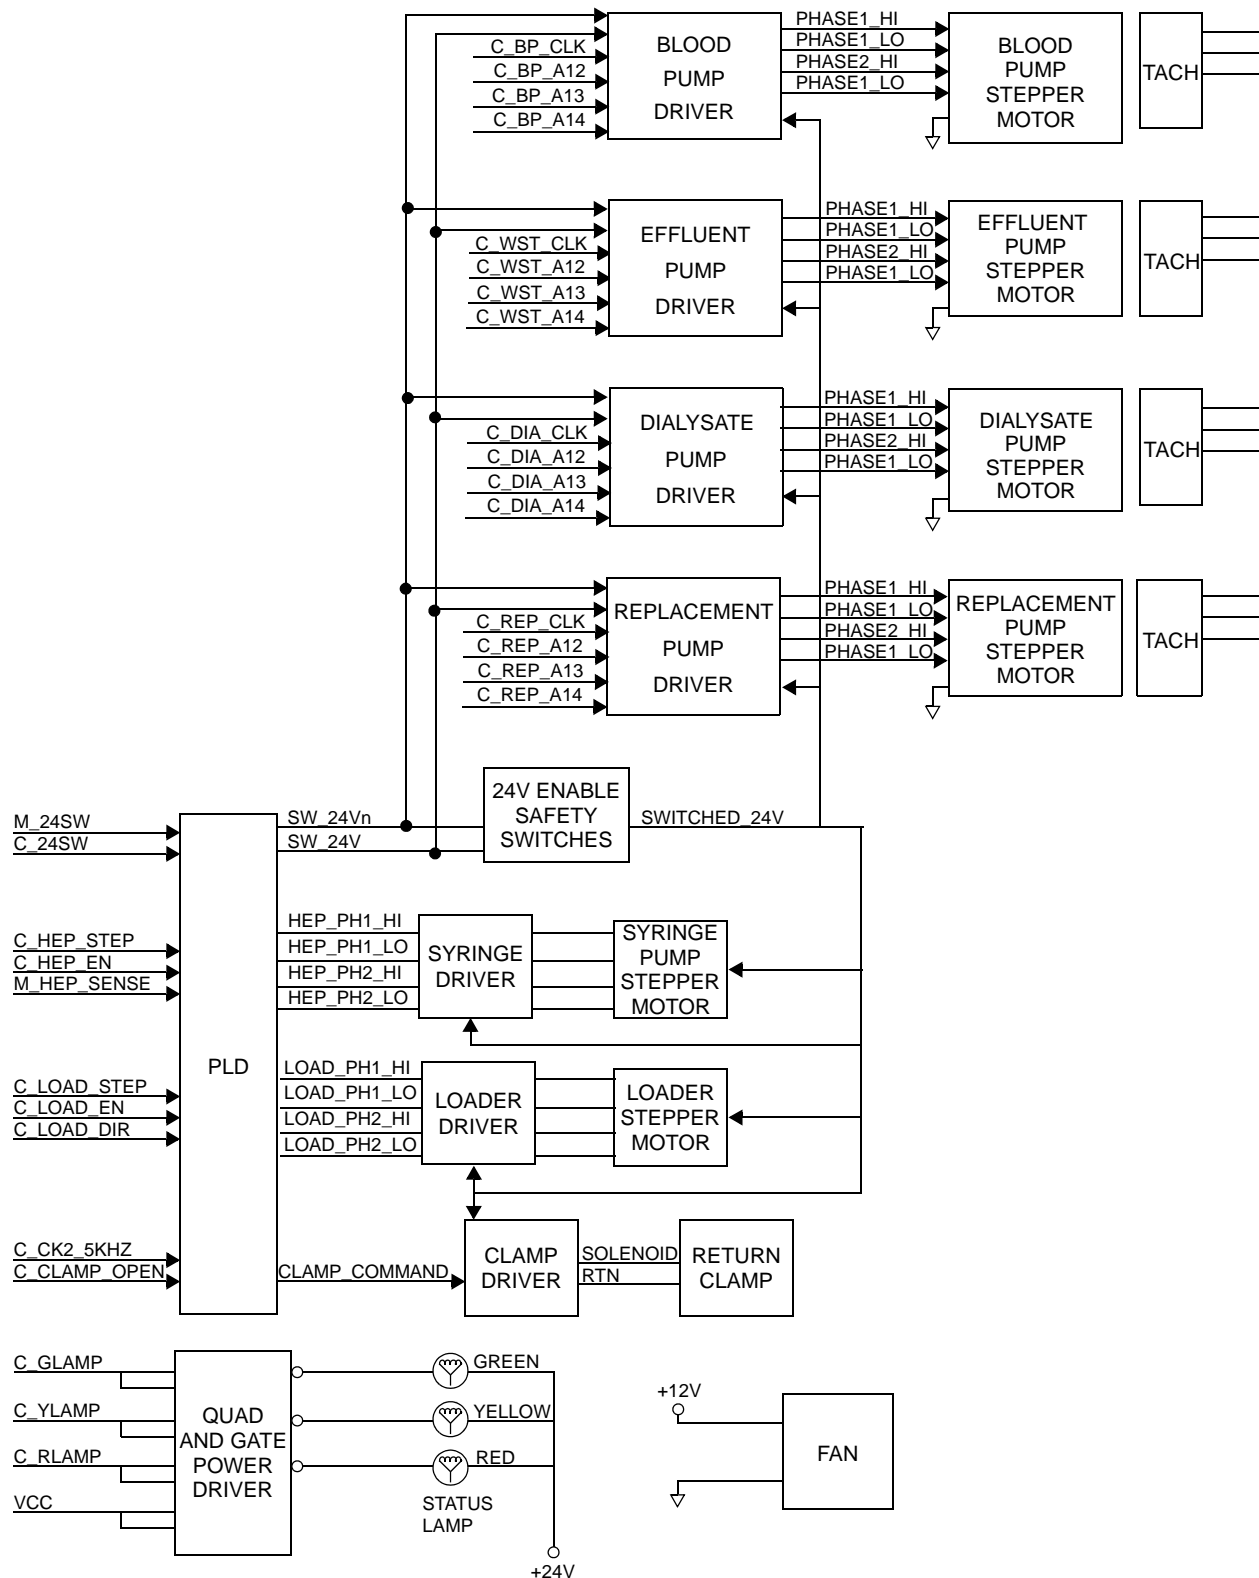 PHASE1_HI
PHASE1_LO
PHASE2_HI
PHASE1_LO
C_BP_CLK
C_BP_A12
C_BP_A13
C_BP_A14
BLOOD
PUMP
DRIVER
BLOOD
PUMP
STEPPER
MOTOR
TACH
PHASE1_HI
PHASE1_LO
PHASE2_HI
PHASE1_LO
C_WST_CLK
C_WST_A12
C_WST_A13
C_WST_A14
EFFLUENT
PUMP
DRIVER
EFFLUENT
PUMP
STEPPER
MOTOR
TACH
PHASE1_HI
PHASE1_LO
PHASE2_HI
PHASE1_LO
C_DIA_CLK
C_DIA_A12
C_DIA_A13
C_DIA_A14
DIALYSATE
PUMP
DRIVER
DIALYSATE
PUMP
STEPPER
MOTOR
TACH
PHASE1_HI
PHASE1_LO
PHASE2_HI
PHASE1_LO
C_REP_CLK
C_REP_A12
C_REP_A13
C_REP_A14
REPLACEMENT
PUMP
DRIVER
REPLACEMENT
PUMP
STEPPER
MOTOR
TACH
M_24SW
C_24SW
SW_24Vn
SW_24V
24V ENABLE
SAFETY
SWITCHES
SWITCHED_24V
C_HEP_STEP
C_HEP_EN
M_HEP_SENSE
HEP_PH1_HI
HEP_PH1_LO
HEP_PH2_HI
HEP_PH2_LO
SYRINGE
DRIVER
SYRINGE
PUMP
STEPPER
MOTOR
PLD
C_LOAD_STEP
C_LOAD_EN
C_LOAD_DIR
LOAD_PH1_HI
LOAD_PH1_LO
LOAD_PH2_HI
LOAD_PH2_LO
LOADER
DRIVER
LOADER
STEPPER
MOTOR
C_CK2_5KHZ
C_CLAMP_OPEN
CLAMP_COMMAND
CLAMP
DRIVER
SOLENOID
RTN
RETURN
CLAMP
C_GLAMP
C_YLAMP
C_RLAMP
VCC
QUAD
AND GATE
POWER
DRIVER
GREEN
YELLOW
RED
STATUS
LAMP
+24V
+12V
FAN